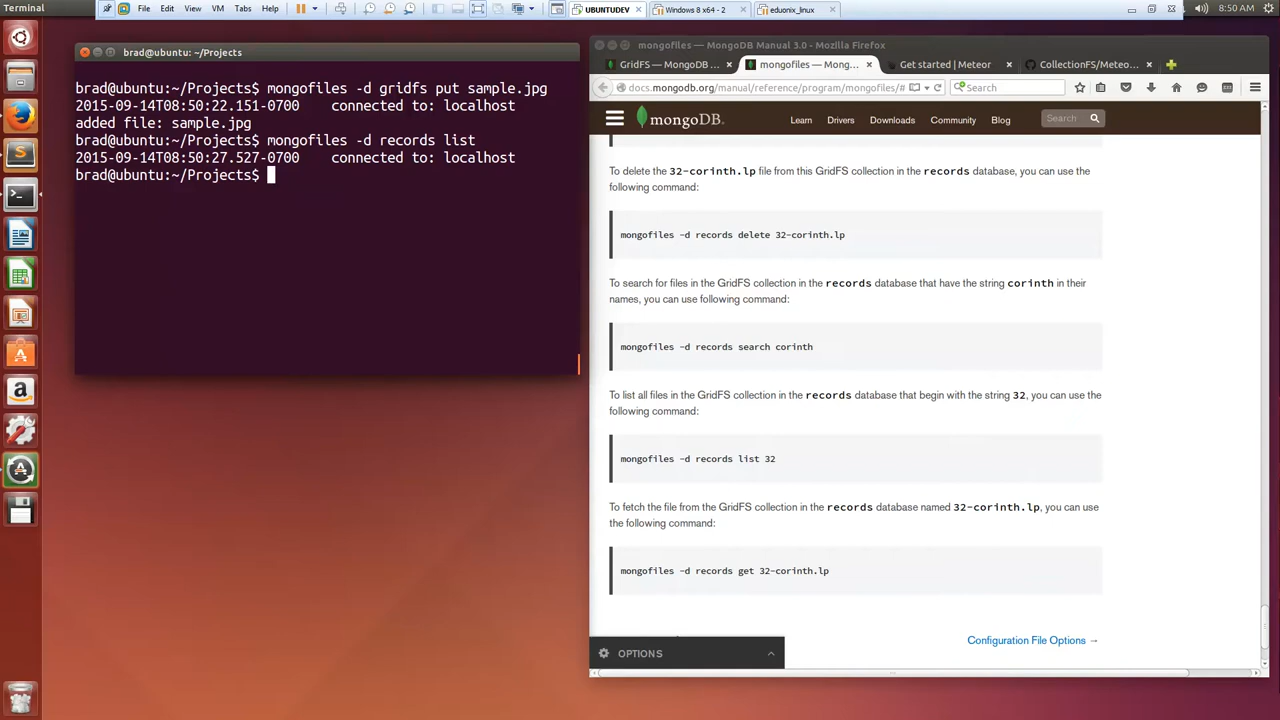 Terminal
File Edit View VM Tabs Help
UBUNTUDEV
Windows 8 x64 - 2
eduonix_linux
8:50 AM
brad@ubuntu: ~/Projects
brad@ubuntu:~/Projects$ mongofiles -d gridfs put sample.jpg
2015-09-14T08:50:22.151-0700 connected to: localhost
added file: sample.jpg
brad@ubuntu:~/Projects$ mongofiles -d records list
2015-09-14T08:50:27.527-0700 connected to: localhost
brad@ubuntu:~/Projects$
mongofiles — MongoDB Manual 3.0 - Mozilla Firefox
GridFS — MongoDB ...
mongofiles — Mong...
Get started | Meteor
CollectionFS/Meteo...
docs.mongodb.org/manual/reference/program/mongofiles/#
Search
mongoDB.
Learn Drivers Downloads Community Blog
Search
To delete the 32-corinth.lp file from this GridFS collection in the records database, you can use the
following command:
mongofiles -d records delete 32-corinth.lp
To search for files in the GridFS collection in the records database that have the string corinth in their
names, you can use following command:
mongofiles -d records search corinth
To list all files in the GridFS collection in the records database that begin with the string 32, you can use the
following command:
mongofiles -d records list 32
To fetch the file from the GridFS collection in the records database named 32-corinth.lp, you can use
the following command:
mongofiles -d records get 32-corinth.lp
Configuration File Options →
OPTIONS